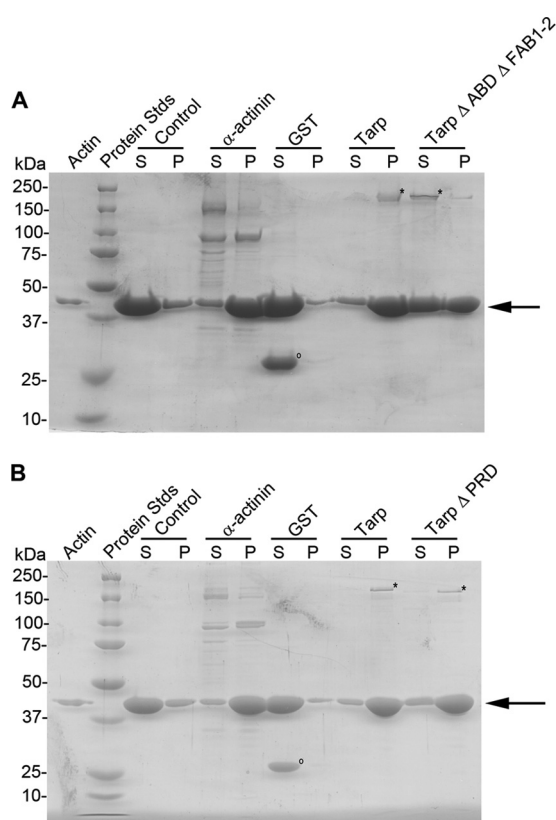 A
Actin
Protein Stds
Control
α-actinin
GST
Tarp
Tarp Δ ABD Δ FAB1-2
kDa S P S P S P S P S P
250-
150-
100-
75-
50-
37-
25-
10-
*
*
o
B
Actin
Protein Stds
Control
α-actinin
GST
Tarp
Tarp Δ PRD
kDa S P S P S P S P S P
250-
150-
100-
75-
50-
37-
25-
10-
*
*
o